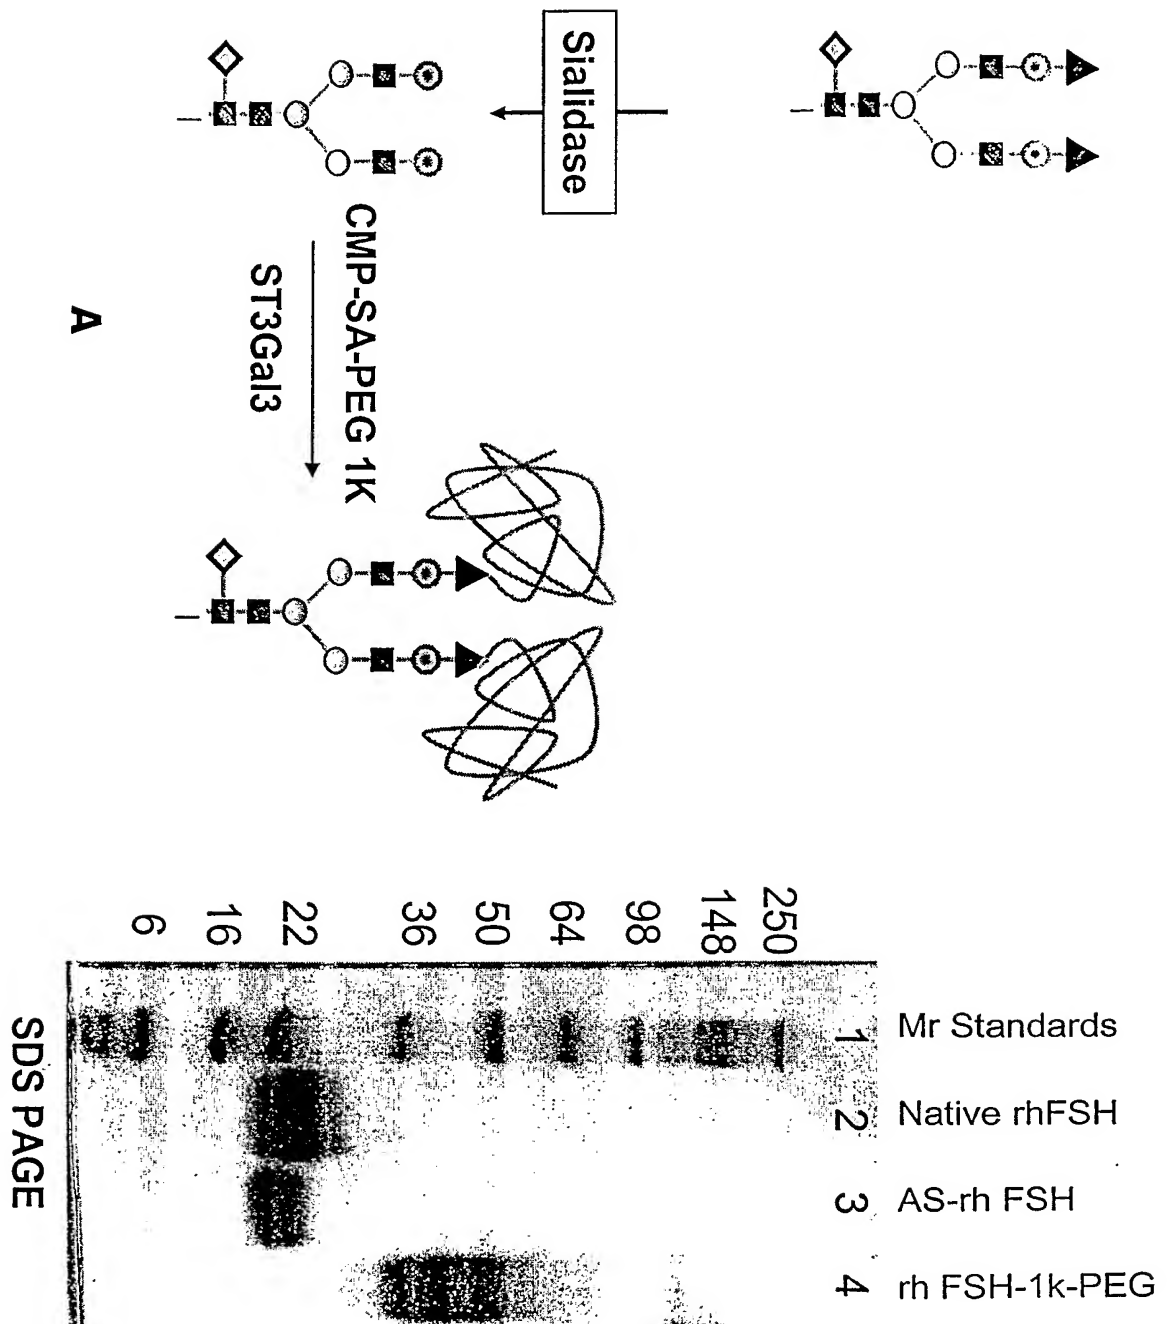 Sialidase
CMP-SA-PEG 1K
ST3Gal3
A
250
148
98
64
50
36
22
16
6
1 Mr Standards
2 Native rhFSH
3 AS-rh FSH
4 rh FSH-1k-PEG
SDS PAGE